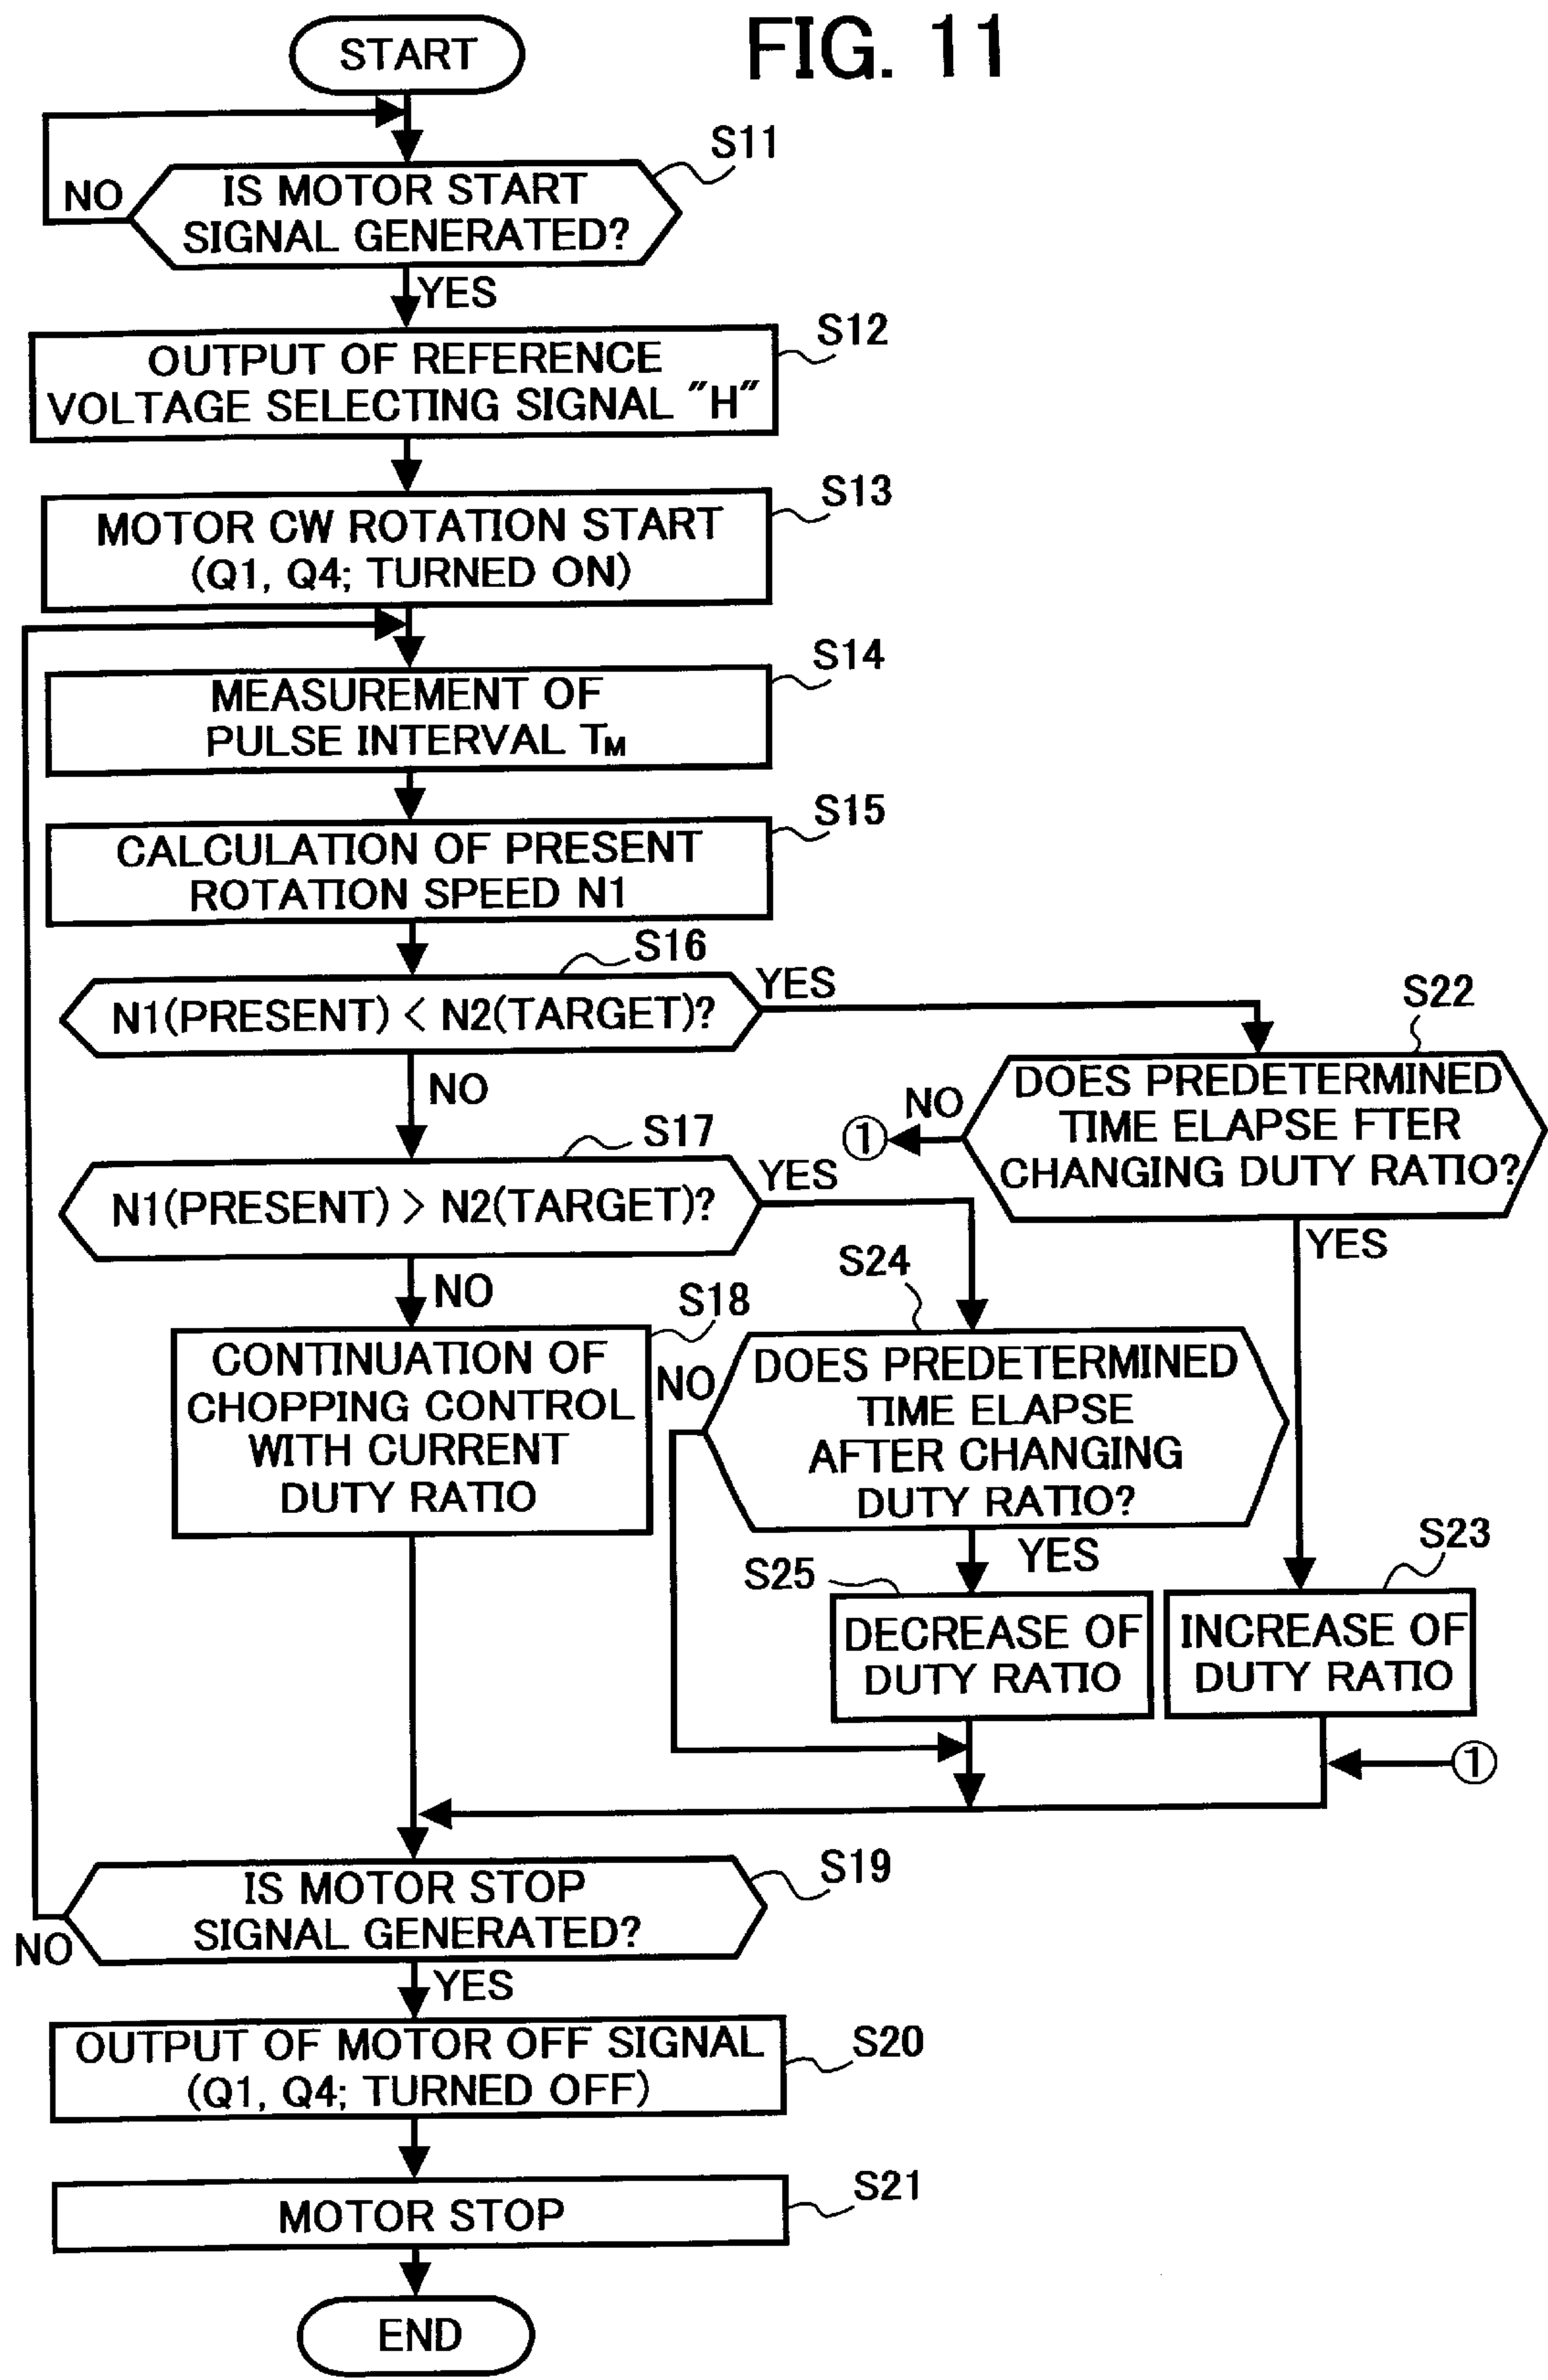 FIG. 11
START
S11
NO
IS MOTOR START
SIGNAL GENERATED?
YES
S12
OUTPUT OF REFERENCE
VOLTAGE SELECTING SIGNAL "H"
S13
MOTOR CW ROTATION START
(Q1, Q4; TURNED ON)
S14
MEASUREMENT OF
PULSE INTERVAL TM
S15
CALCULATION OF PRESENT
ROTATION SPEED N1
S16
N1(PRESENT) < N2(TARGET)?
YES
NO
S22
DOES PREDETERMINED
TIME ELAPSE FTER
CHANGING DUTY RATIO?
NO
①
YES
S17
N1(PRESENT) > N2(TARGET)?
YES
NO
S18
CONTINUATION OF
CHOPPING CONTROL
WITH CURRENT
DUTY RATIO
S24
NO
DOES PREDETERMINED
TIME ELAPSE
AFTER CHANGING
DUTY RATIO?
YES
S25
DECREASE OF
DUTY RATIO
S23
INCREASE OF
DUTY RATIO
①
S19
IS MOTOR STOP
SIGNAL GENERATED?
NO
YES
S20
OUTPUT OF MOTOR OFF SIGNAL
(Q1, Q4; TURNED OFF)
S21
MOTOR STOP
END